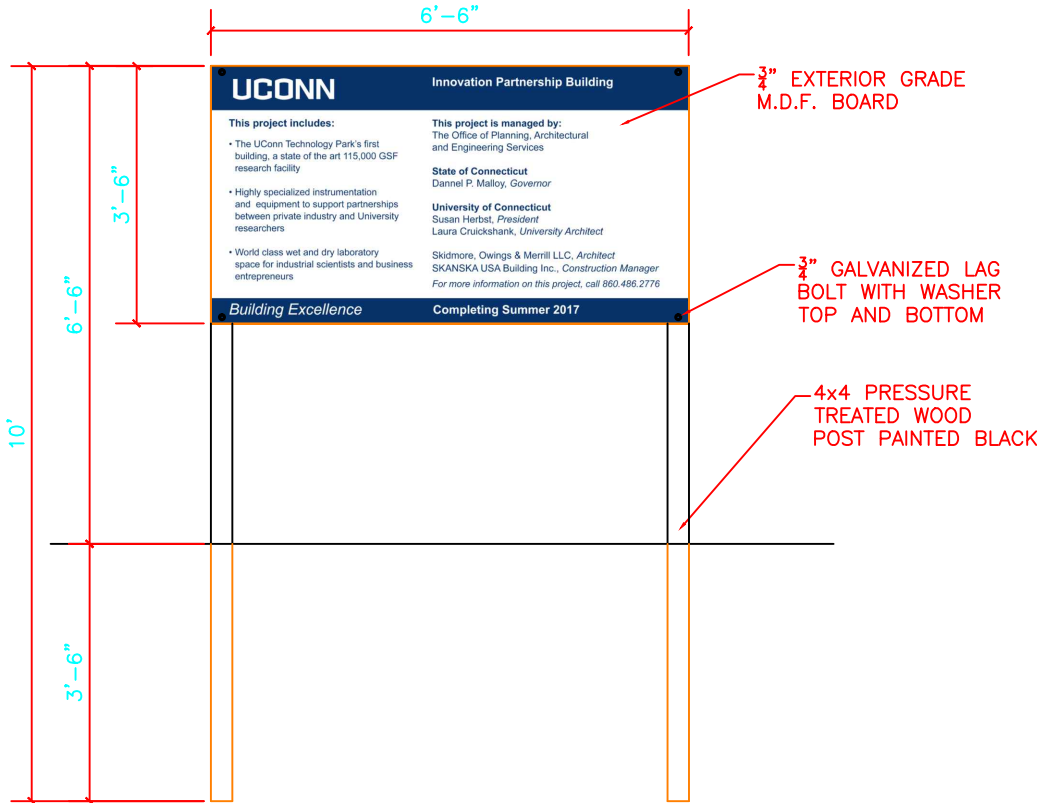 6'-6"
UCONN
Innovation Partnership Building
This project includes:
• The UConn Technology Park's first
building, a state of the art 115,000 GSF
research facility
• Highly specialized instrumentation
and equipment to support partnerships
between private industry and University
researchers
• World class wet and dry laboratory
space for industrial scientists and business
entrepreneurs
This project is managed by:
The Office of Planning, Architectural
and Engineering Services
State of Connecticut
Dannel P. Malloy, Governor
University of Connecticut
Susan Herbst, President
Laura Cruickshank, University Architect
Skidmore, Owings & Merrill LLC, Architect
SKANSKA USA Building Inc., Construction Manager
For more information on this project, call 860.486.2776
Building Excellence
Completing Summer 2017
3/4" EXTERIOR GRADE
M.D.F. BOARD
3/4" GALVANIZED LAG
BOLT WITH WASHER
TOP AND BOTTOM
4x4 PRESSURE
TREATED WOOD
POST PAINTED BLACK
3'-6"
6'-6"
10'
3'-6"